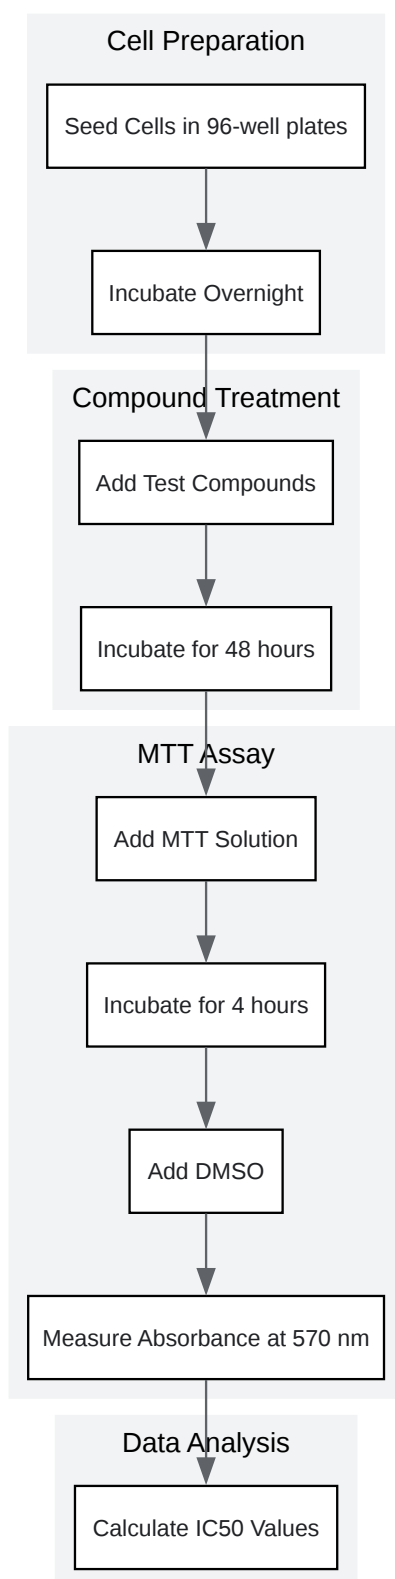 Cell Preparation
Seed Cells in 96-well plates
Incubate Overnight
Compound Treatment
Add Test Compounds
Incubate for 48 hours
MTT Assay
Add MTT Solution
Incubate for 4 hours
Add DMSO
Measure Absorbance at 570 nm
Data Analysis
Calculate IC50 Values